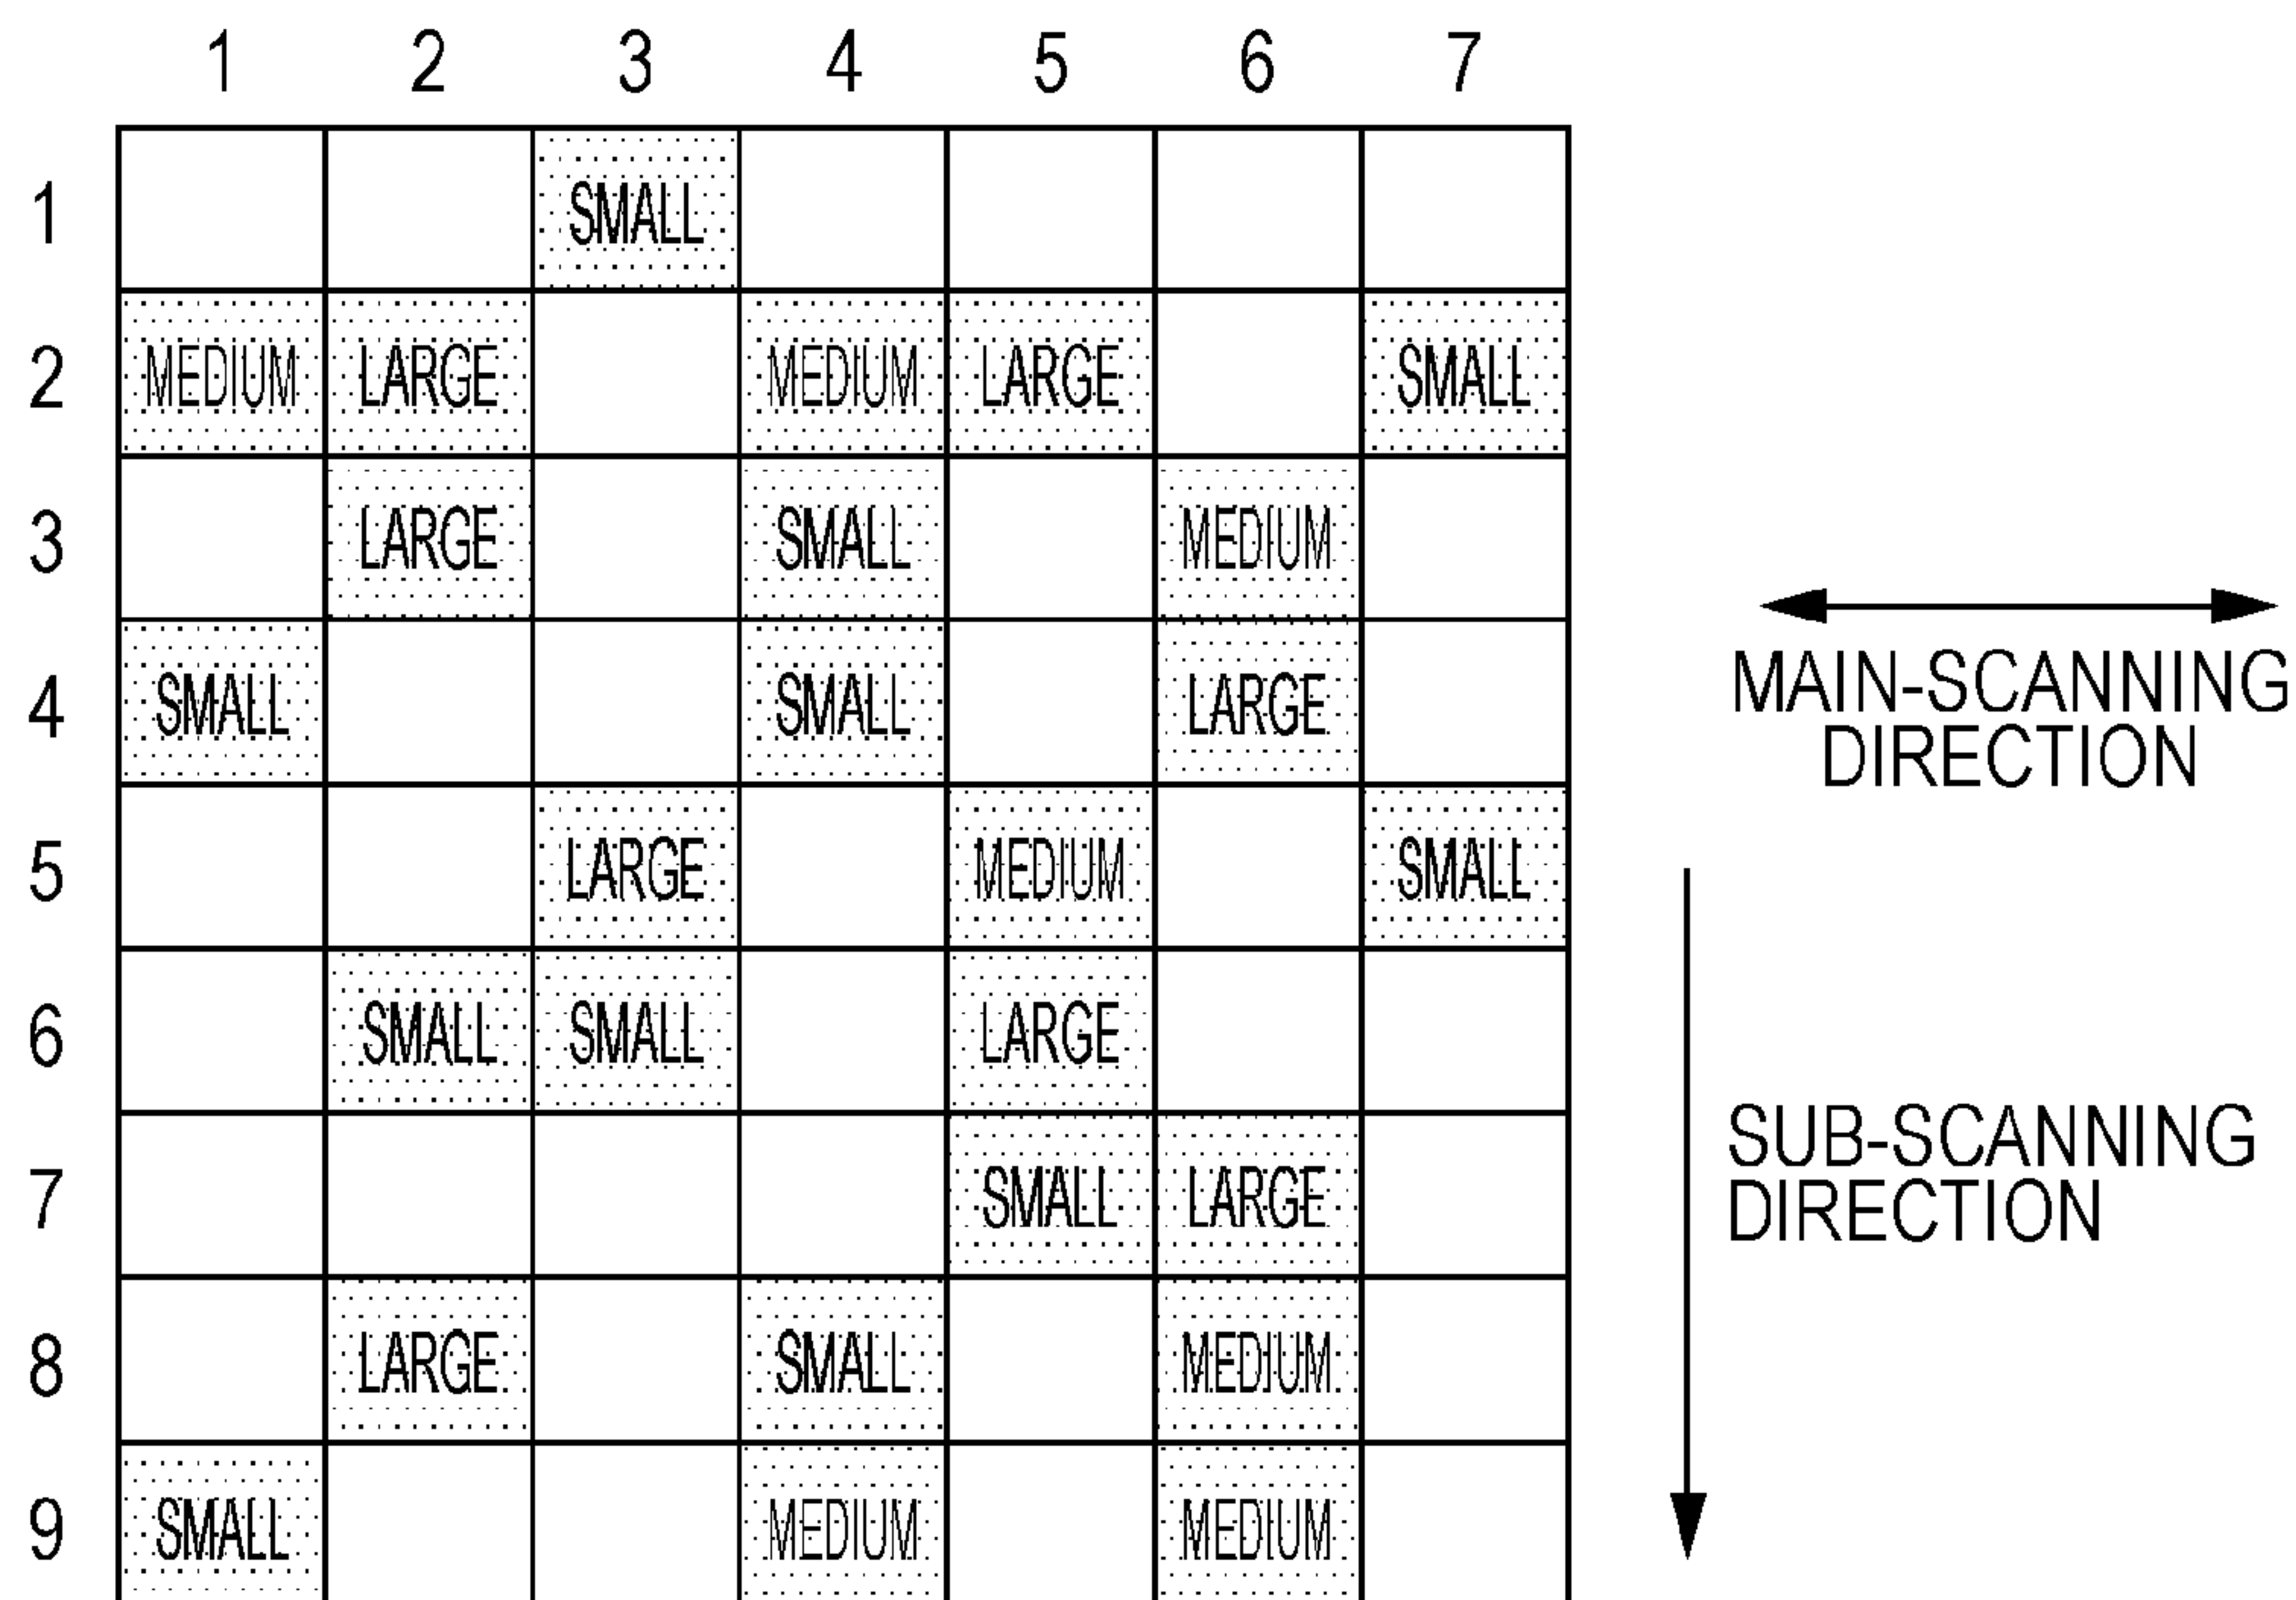 1 2 3 4 5 6 7
1 SMALL
2 MEDIUM LARGE MEDIUM LARGE SMALL
3 LARGE SMALL MEDIUM
4 SMALL SMALL LARGE
MAIN-SCANNING
DIRECTION
5 LARGE MEDIUM SMALL
6 SMALL SMALL LARGE
7 SMALL LARGE
SUB-SCANNING
DIRECTION
8 LARGE SMALL MEDIUM
9 SMALL MEDIUM MEDIUM